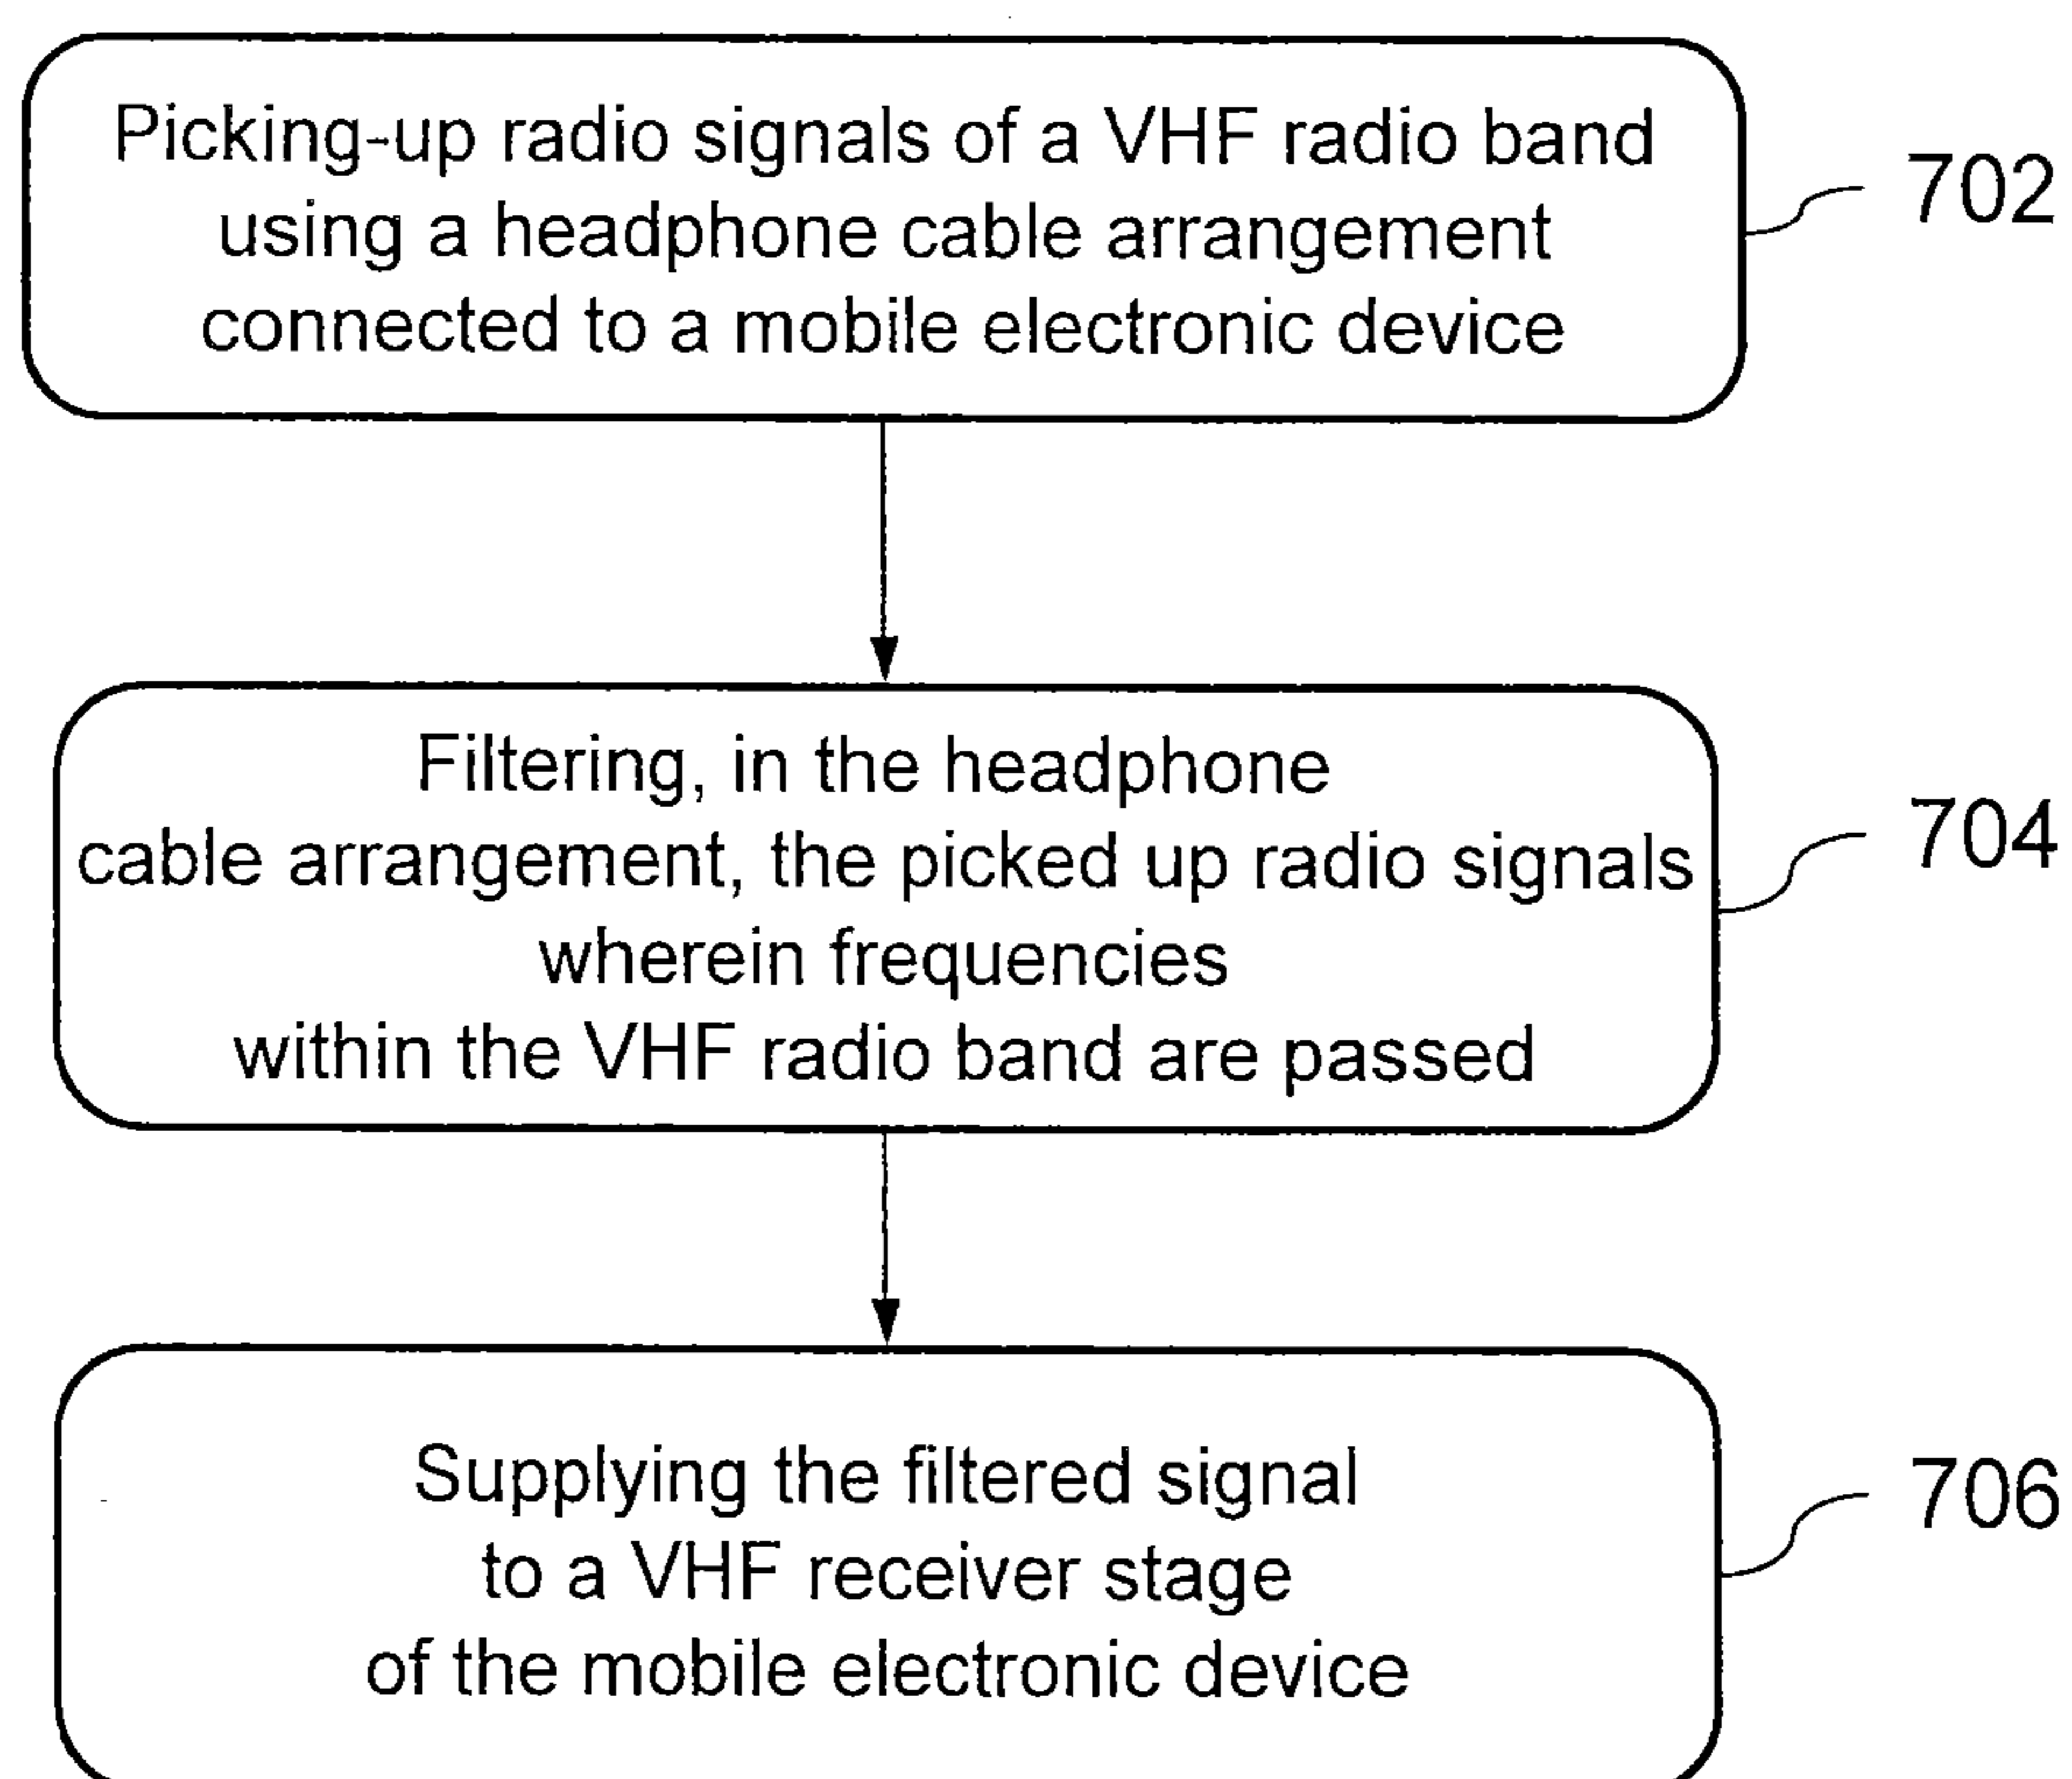 Picking-up radio signals of a VHF radio band
using a headphone cable arrangement
connected to a mobile electronic device
702
Filtering, in the headphone
cable arrangement, the picked up radio signals
wherein frequencies
within the VHF radio band are passed
704
Supplying the filtered signal
to a VHF receiver stage
of the mobile electronic device
706